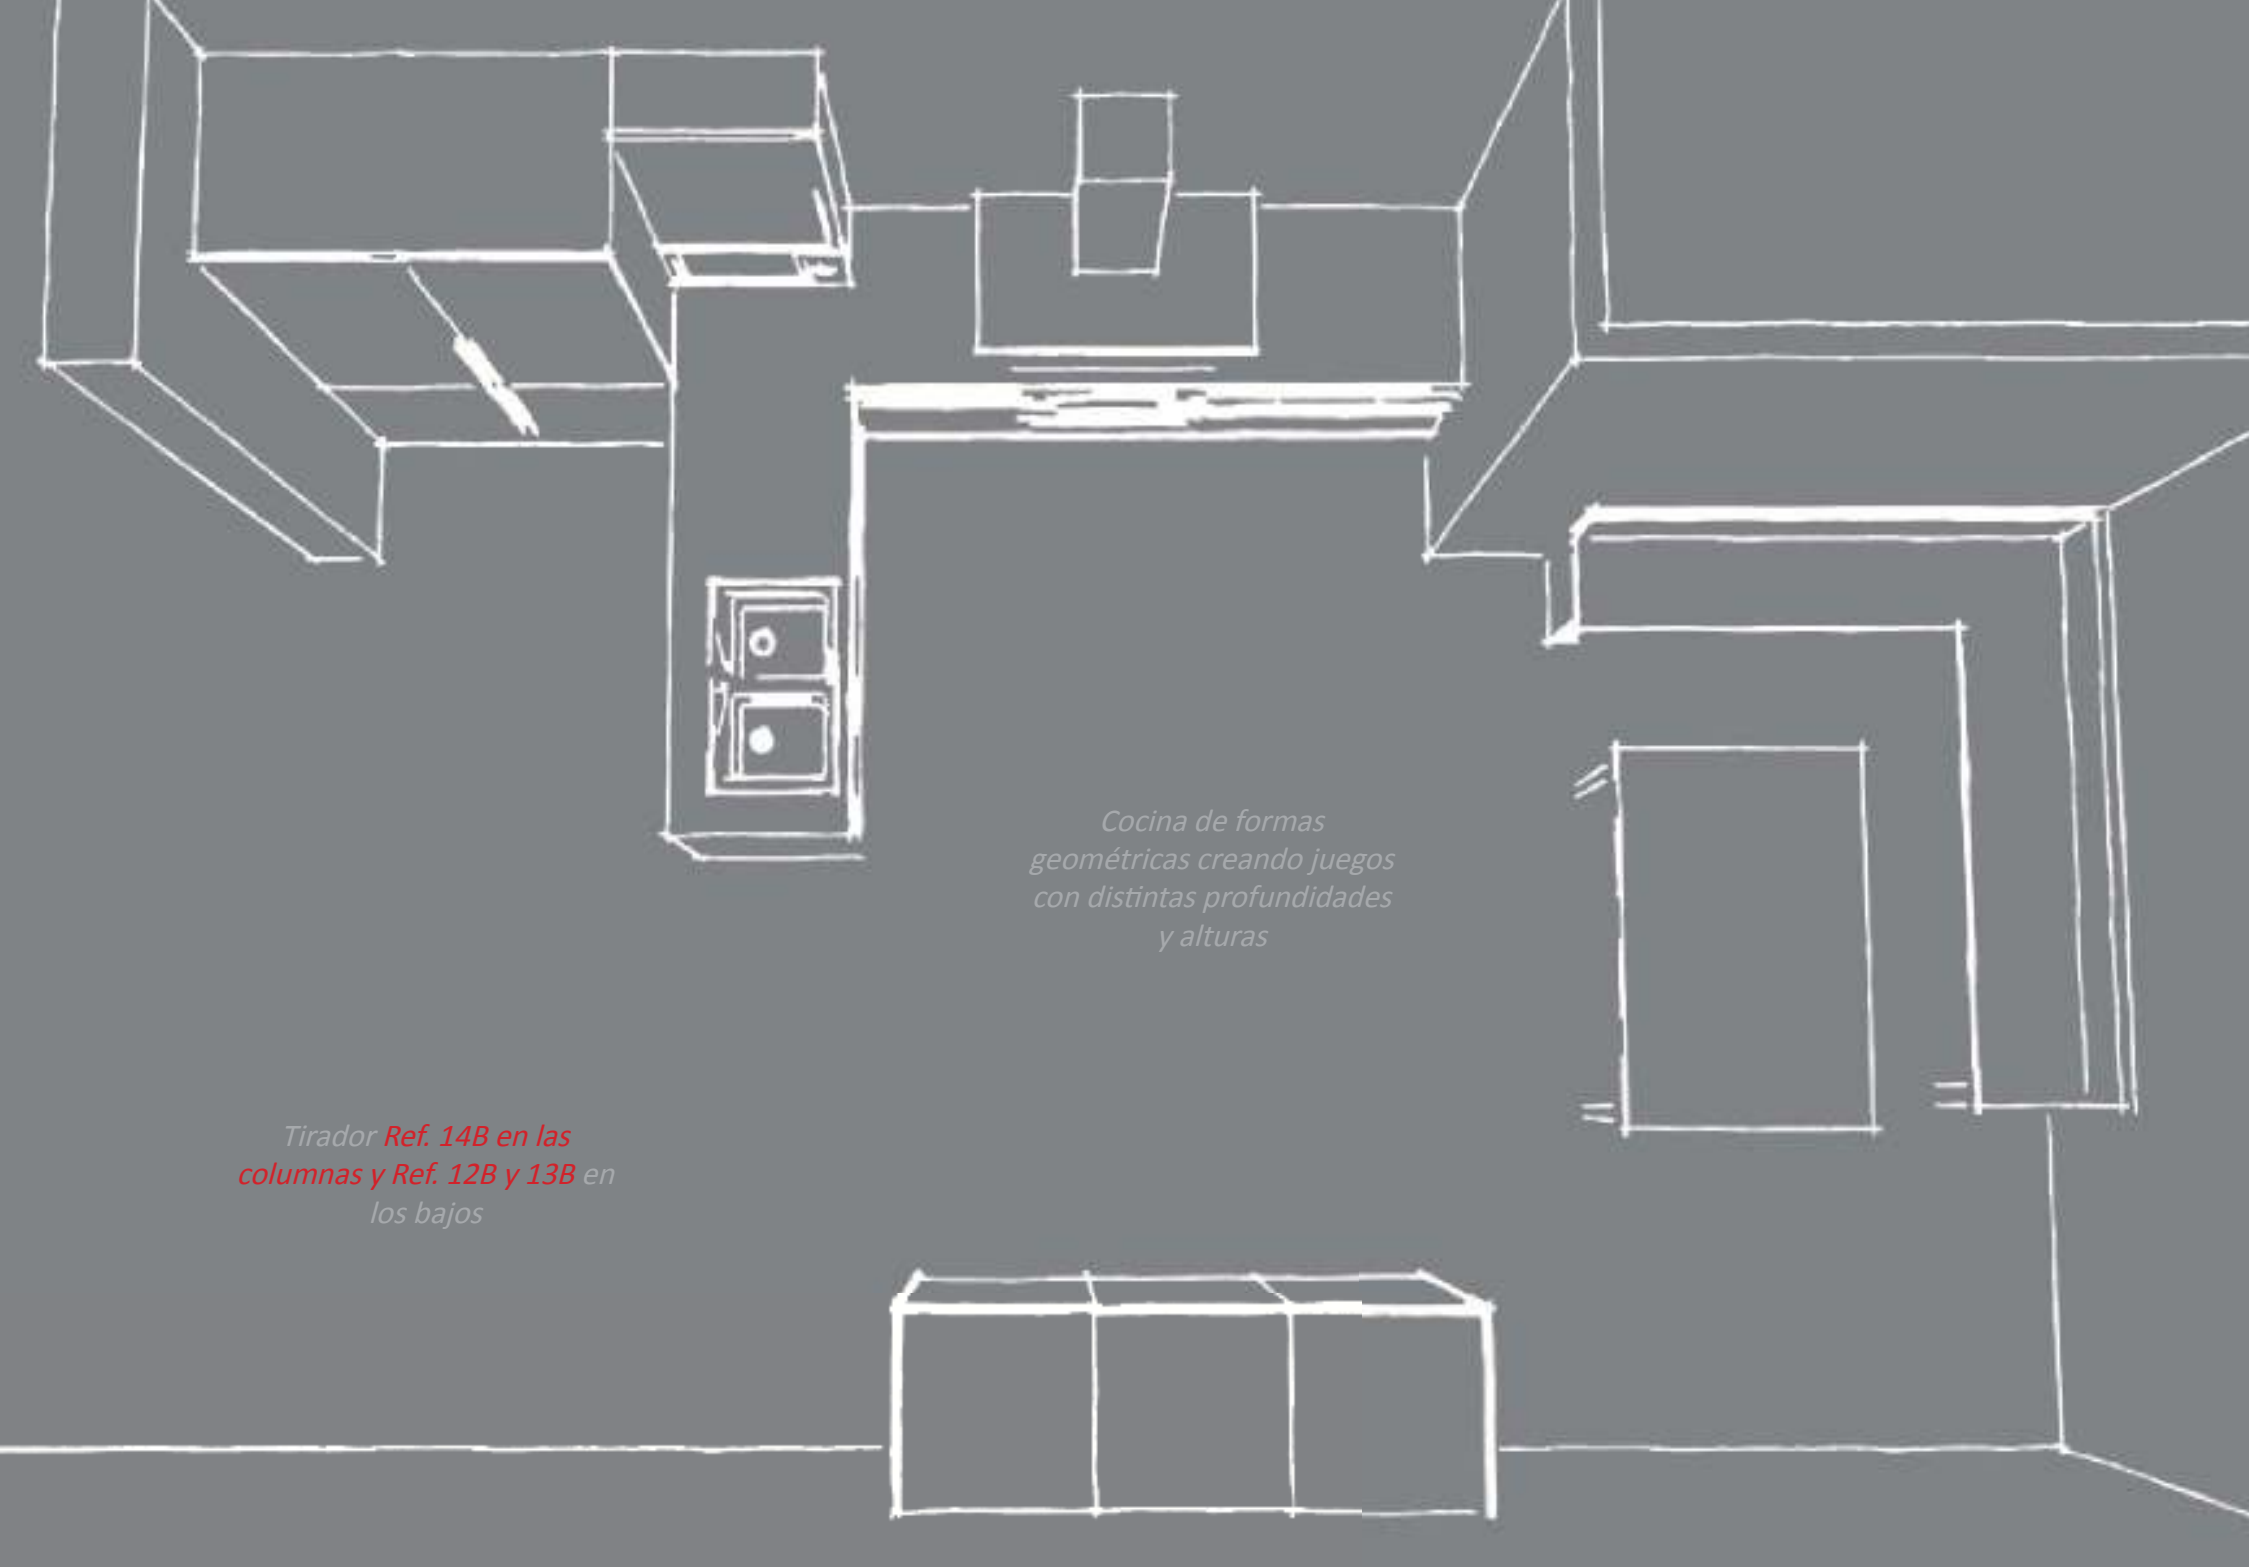 Cocina de formas
geométricas creando juegos
con distintas profundidades
y alturas
Tirador Ref. 14B en las
columnas y Ref. 12B y 13B en
los bajos